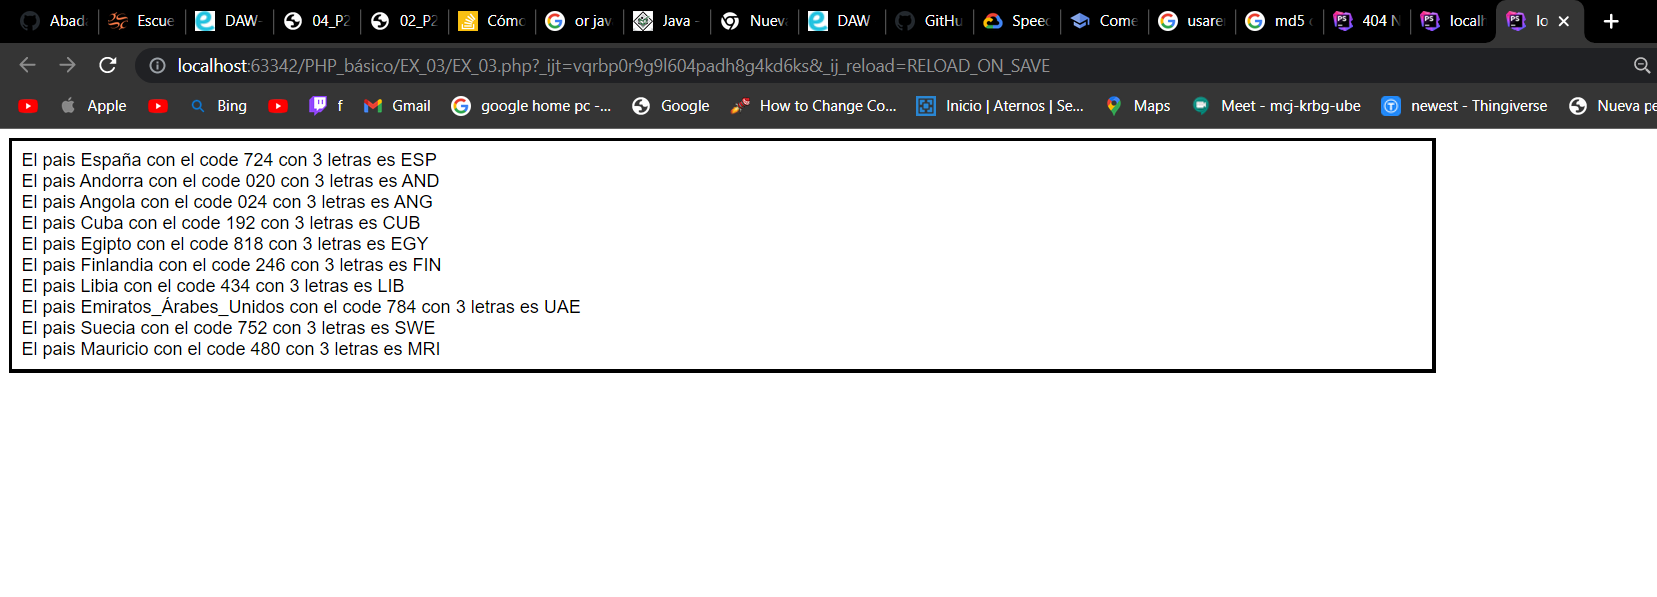 Abad
Escue
DAW-
04_P2
02_P2
Cómo
or jav
Java -
Nueva
DAW
GitHu
Speec
Come
usarer
md5 c
404 N
localh
lo
localhost:63342/PHP_básico/EX_03/EX_03.php?_ijt=vqrbp0r9g9l604padh8g4kd6ks&_ij_reload=RELOAD_ON_SAVE
Apple
Bing
f
Gmail
google home pc -...
Google
How to Change Co...
Inicio | Aternos | Se...
Maps
Meet - mcj-krbg-ube
newest - Thingiverse
Nueva pe
El pais España con el code 724 con 3 letras es ESP
El pais Andorra con el code 020 con 3 letras es AND
El pais Angola con el code 024 con 3 letras es ANG
El pais Cuba con el code 192 con 3 letras es CUB
El pais Egipto con el code 818 con 3 letras es EGY
El pais Finlandia con el code 246 con 3 letras es FIN
El pais Libia con el code 434 con 3 letras es LIB
El pais Emiratos_Árabes_Unidos con el code 784 con 3 letras es UAE
El pais Suecia con el code 752 con 3 letras es SWE
El pais Mauricio con el code 480 con 3 letras es MRI